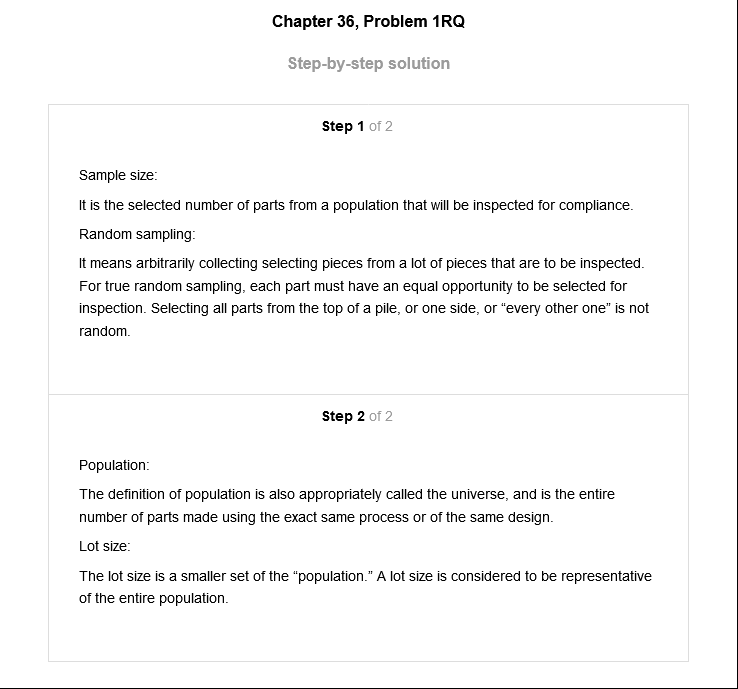 Chapter 36, Problem 1RQ
Step-by-step solution
Step 1 of 2
Sample size:
It is the selected number of parts from a population that will be inspected for compliance.
Random sampling:
It means arbitrarily collecting selecting pieces from a lot of pieces that are to be inspected.
For true random sampling, each part must have an equal opportunity to be selected for
inspection. Selecting all parts from the top of a pile, or one side, or “every other one” is not
random.
Step 2 of 2
Population:
The definition of population is also appropriately called the universe, and is the entire
number of parts made using the exact same process or of the same design.
Lot size:
The lot size is a smaller set of the “population.” A lot size is considered to be representative
of the entire population.